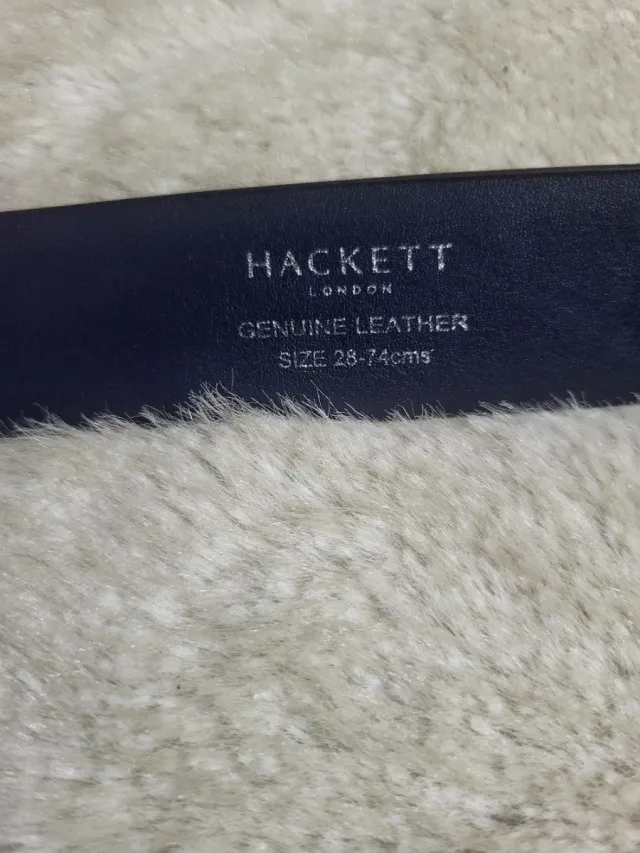 HACKETT
LONDON
GENUINE LEATHER
SIZE 28-74cms